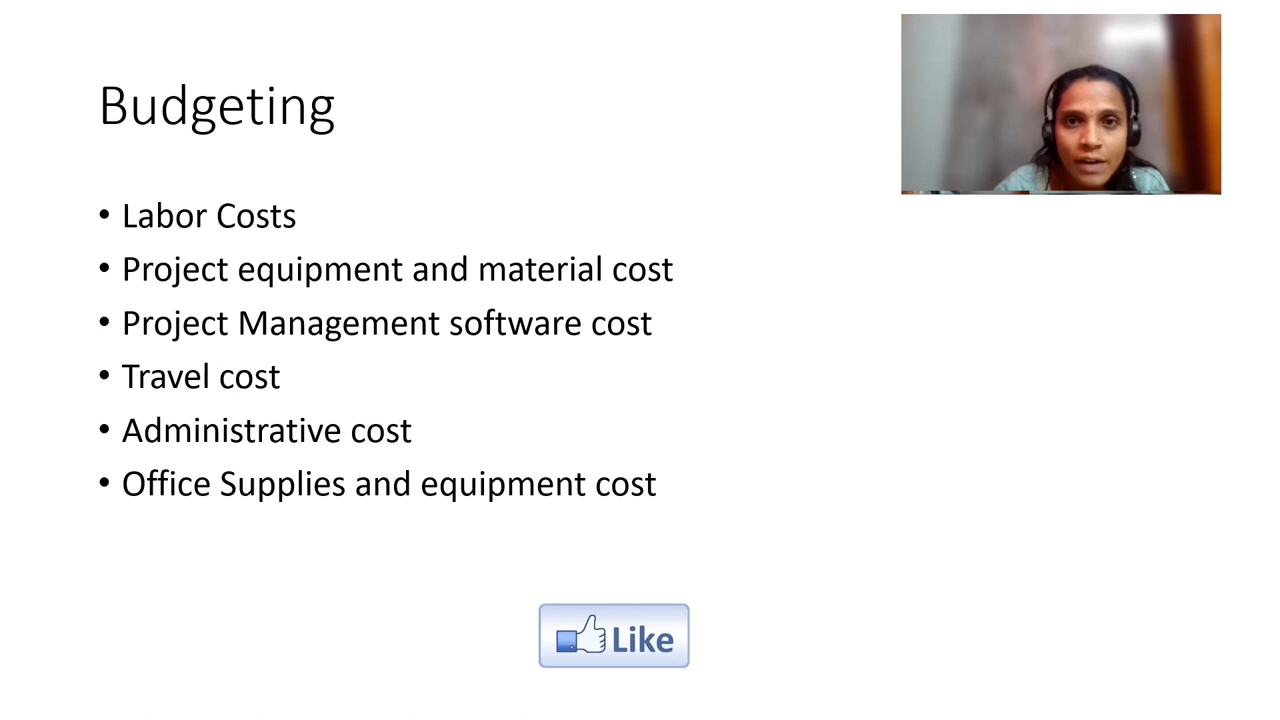 Budgeting
• Labor Costs
• Project equipment and material cost
• Project Management software cost
• Travel cost
• Administrative cost
• Office Supplies and equipment cost
Like